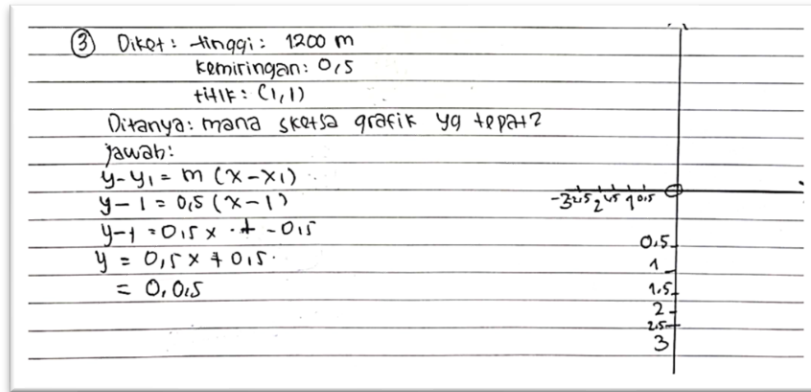 ③ Diket: tinggi: 1200 m
kemiringan: 0,5
titik: (1,1)
Ditanya: mana sketsa grafik yg tepat?
jawab:
y-y1 = m (x-x1)
y-1 = 0,5 (x-1)
y-1 = 0,5 x - 0,5
y = 0,5 x + 0,5.
= 0,0,5
-3 2,5 2 1,5 1 0,5
0,5
1
1,5
2
2,5
3